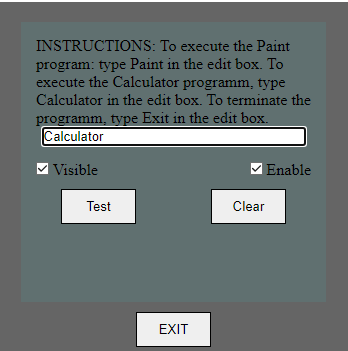 INSTRUCTIONS: To execute the Paint
program: type Paint in the edit box. To
execute the Calculator programm, type
Calculator in the edit box. To terminate the
programm, type Exit in the edit box.
Calculator
Visible Enable
Test Clear
EXIT